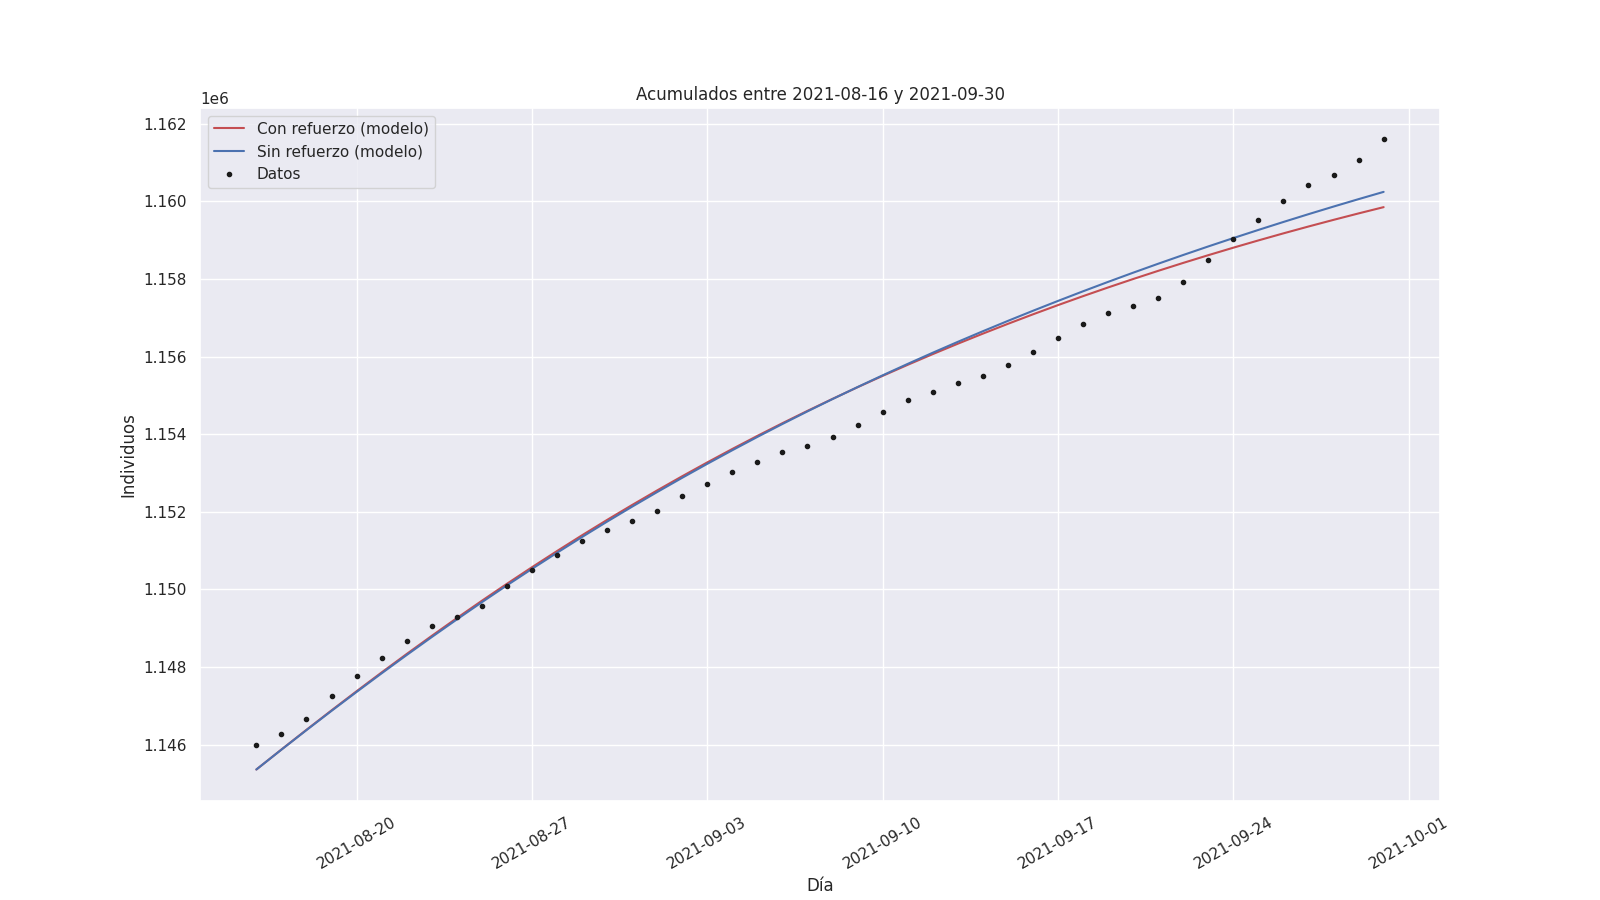 Acumulados entre 2021-08-16 y 2021-09-30
1e6
Con refuerzo (modelo)
Sin refuerzo (modelo)
Datos
1.162
1.160
1.158
1.156
1.154
1.152
1.150
1.148
1.146
Individuos
2021-08-20
2021-08-27
2021-09-03
2021-09-10
2021-09-17
2021-09-24
2021-10-01
Día